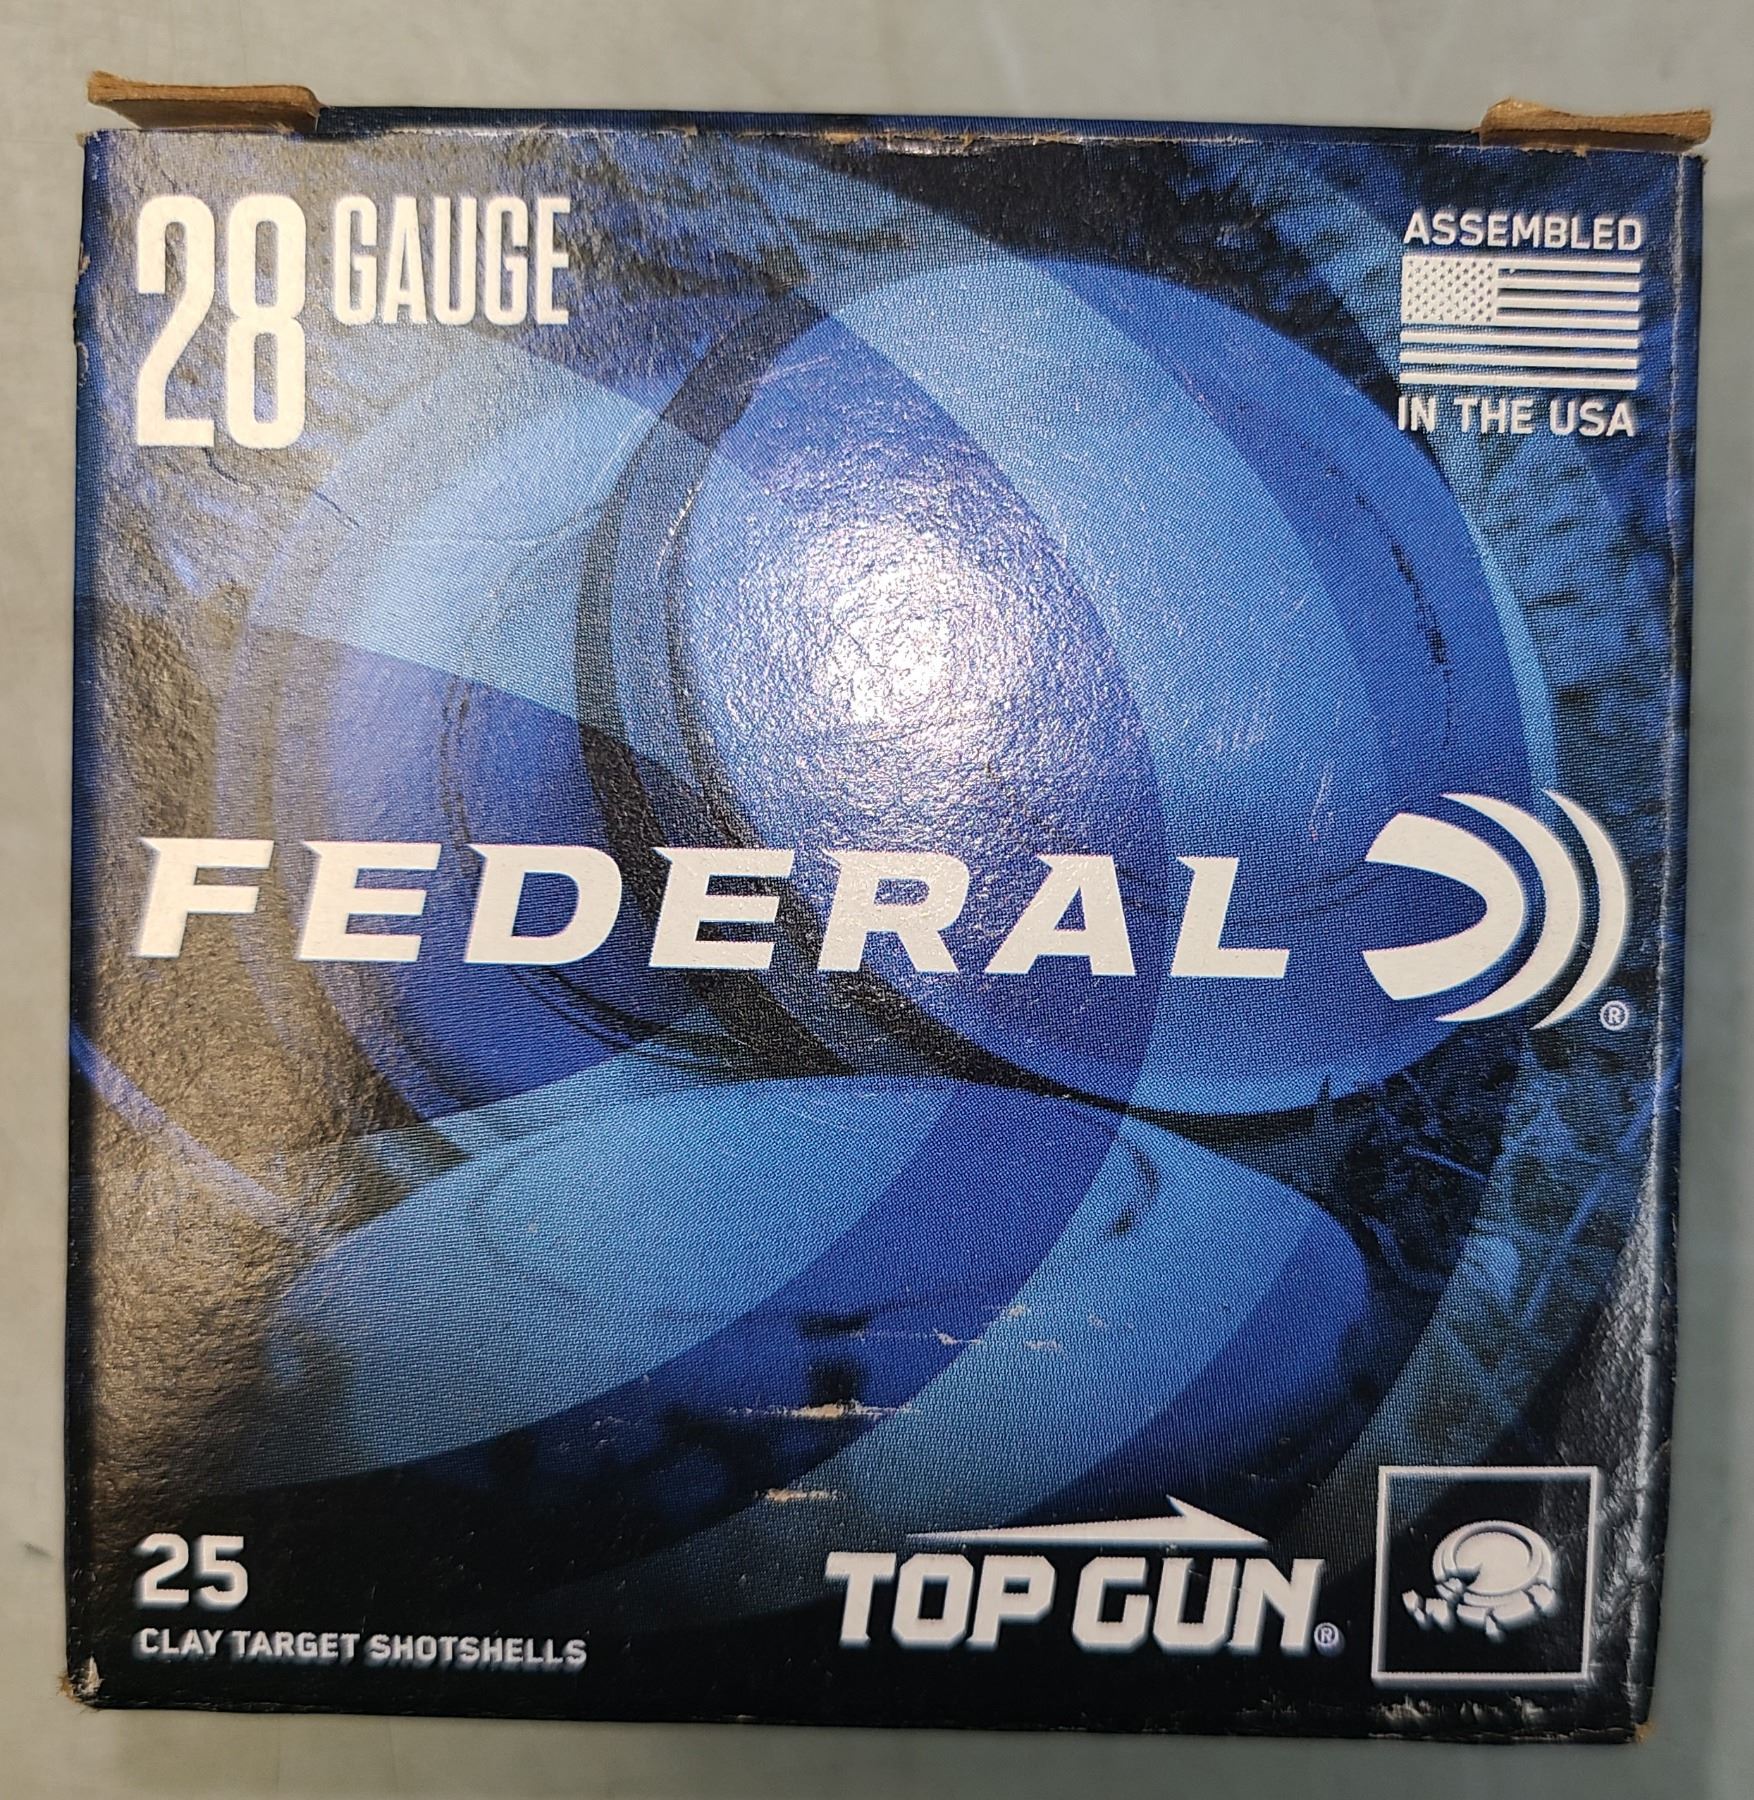 28 GAUGE
ASSEMBLED
IN THE USA
FEDERAL ®
25
CLAY TARGET SHOTSHELLS
TOP GUN®